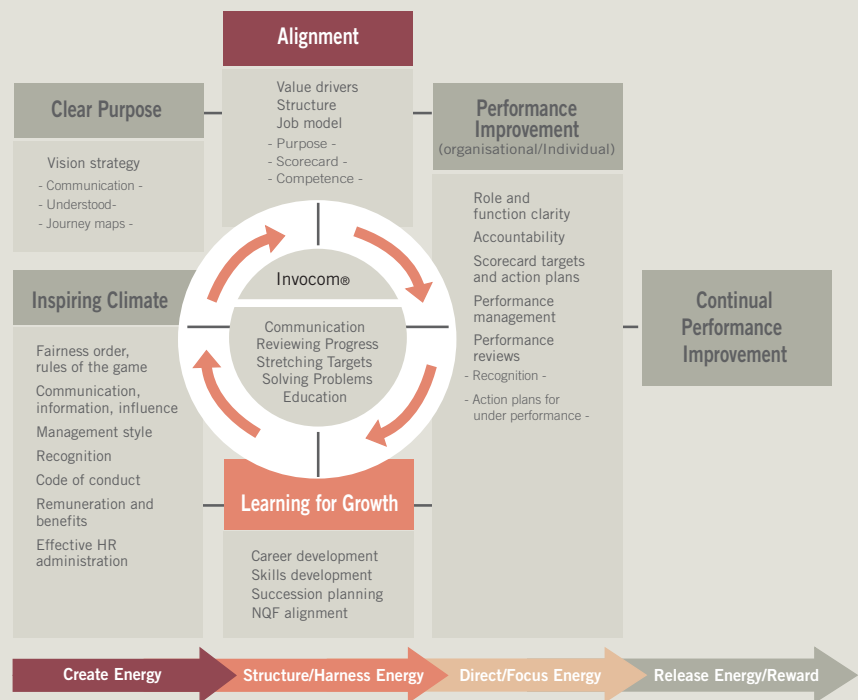 Alignment
Value drivers
Structure
Job model
- Purpose -
- Scorecard -
- Competence -
Clear Purpose
Vision strategy
- Communication -
- Understood-
- Journey maps -
Performance
Improvement
(organisational/Individual)
Role and
function clarity
Accountability
Scorecard targets
and action plans
Performance
management
Performance
reviews
- Recognition -
- Action plans for
under performance -
Inspiring Climate
Fairness order,
rules of the game
Communication,
information, influence
Management style
Recognition
Code of conduct
Remuneration and
benefits
Effective HR
administration
Invocom®
Communication
Reviewing Progress
Stretching Targets
Solving Problems
Education
Continual
Performance
Improvement
Learning for Growth
Career development
Skills development
Succession planning
NQF alignment
Create Energy
Structure/Harness Energy
Direct/Focus Energy
Release Energy/Reward